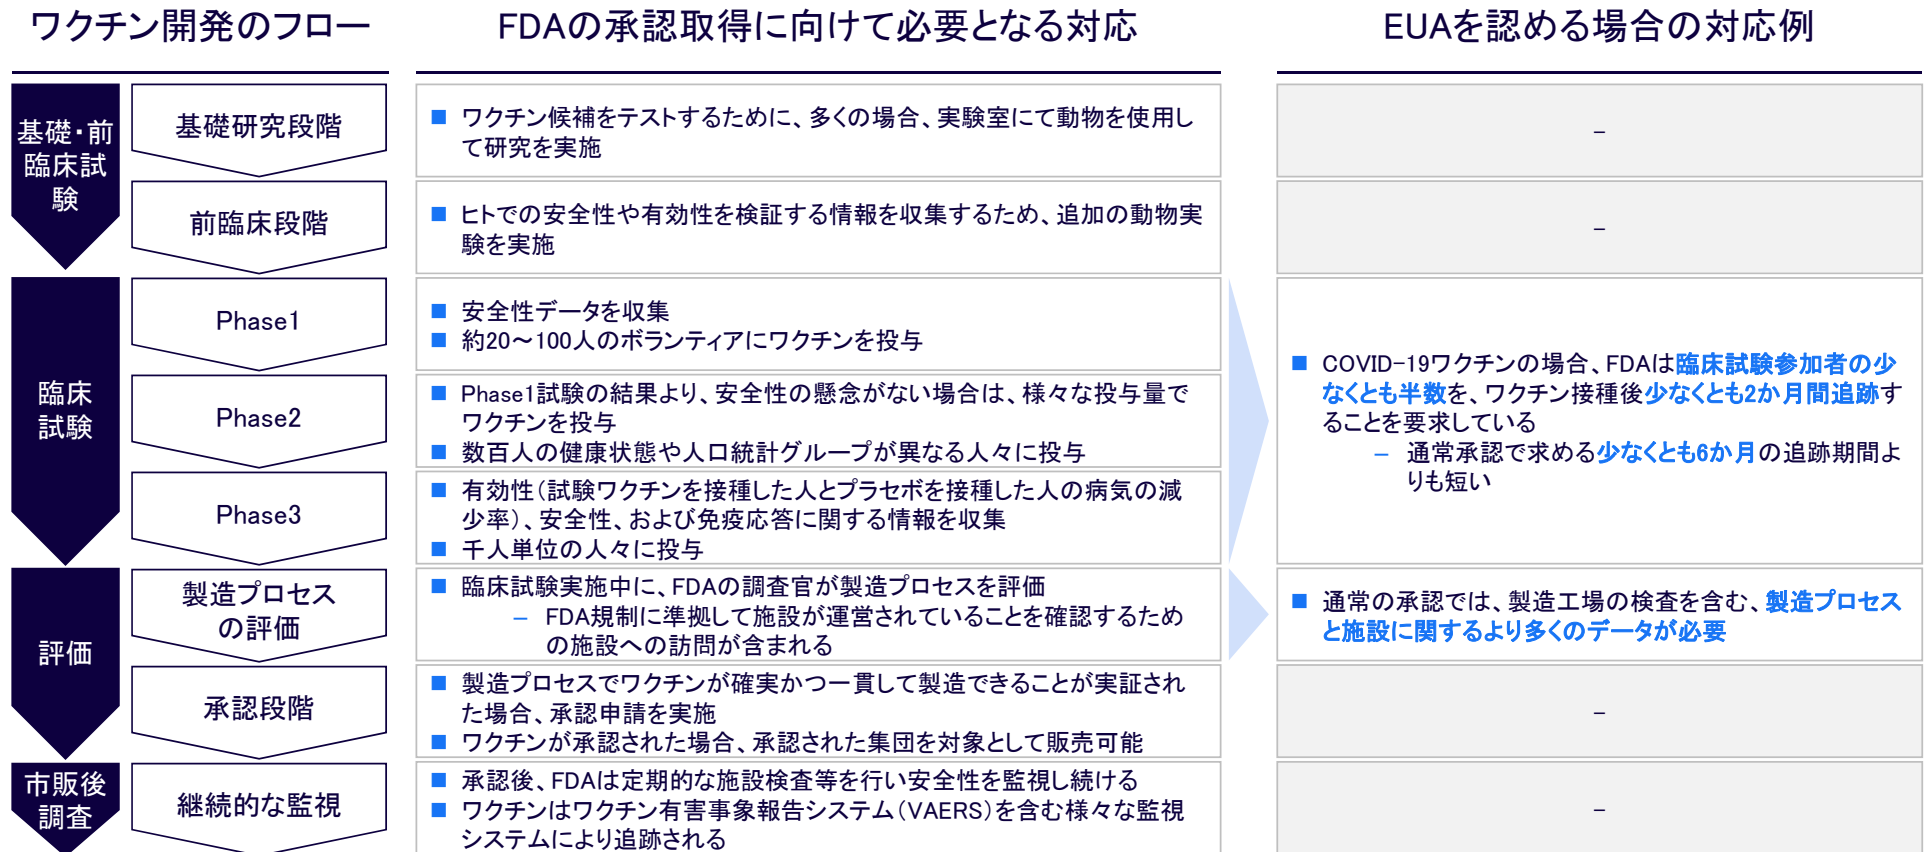 ワクチン開発のフロー
FDAの承認取得に向けて必要となる対応
EUAを認める場合の対応例
基礎・前
臨床試
験
基礎研究段階
■ ワクチン候補をテストするために、多くの場合、実験室にて動物を使用し
て研究を実施
–
前臨床段階
■ ヒトでの安全性や有効性を検証する情報を収集するため、追加の動物実
験を実施
–
臨床
試験
Phase1
■ 安全性データを収集
■ 約20～100人のボランティアにワクチンを投与
Phase2
■ Phase1試験の結果より、安全性の懸念がない場合は、様々な投与量で
ワクチンを投与
■ 数百人の健康状態や人口統計グループが異なる人々に投与
Phase3
■ 有効性（試験ワクチンを接種した人とプラセボを接種した人の病気の減
少率）、安全性、および免疫応答に関する情報を収集
■ 千人単位の人々に投与
■ COVID-19ワクチンの場合、FDAは臨床試験参加者の少
なくとも半数を、ワクチン接種後少なくとも2か月間追跡す
ることを要求している
– 通常承認で求める少なくとも6か月の追跡期間よ
りも短い
評価
製造プロセス
の評価
■ 臨床試験実施中に、FDAの調査官が製造プロセスを評価
– FDA規制に準拠して施設が運営されていることを確認するため
の施設への訪問が含まれる
■ 通常の承認では、製造工場の検査を含む、製造プロセス
と施設に関するより多くのデータが必要
承認段階
■ 製造プロセスでワクチンが確実かつ一貫して製造できることが実証され
た場合、承認申請を実施
■ ワクチンが承認された場合、承認された集団を対象として販売可能
–
市販後
調査
継続的な監視
■ 承認後、FDAは定期的な施設検査等を行い安全性を監視し続ける
■ ワクチンはワクチン有害事象報告システム（VAERS）を含む様々な監視
システムにより追跡される
–